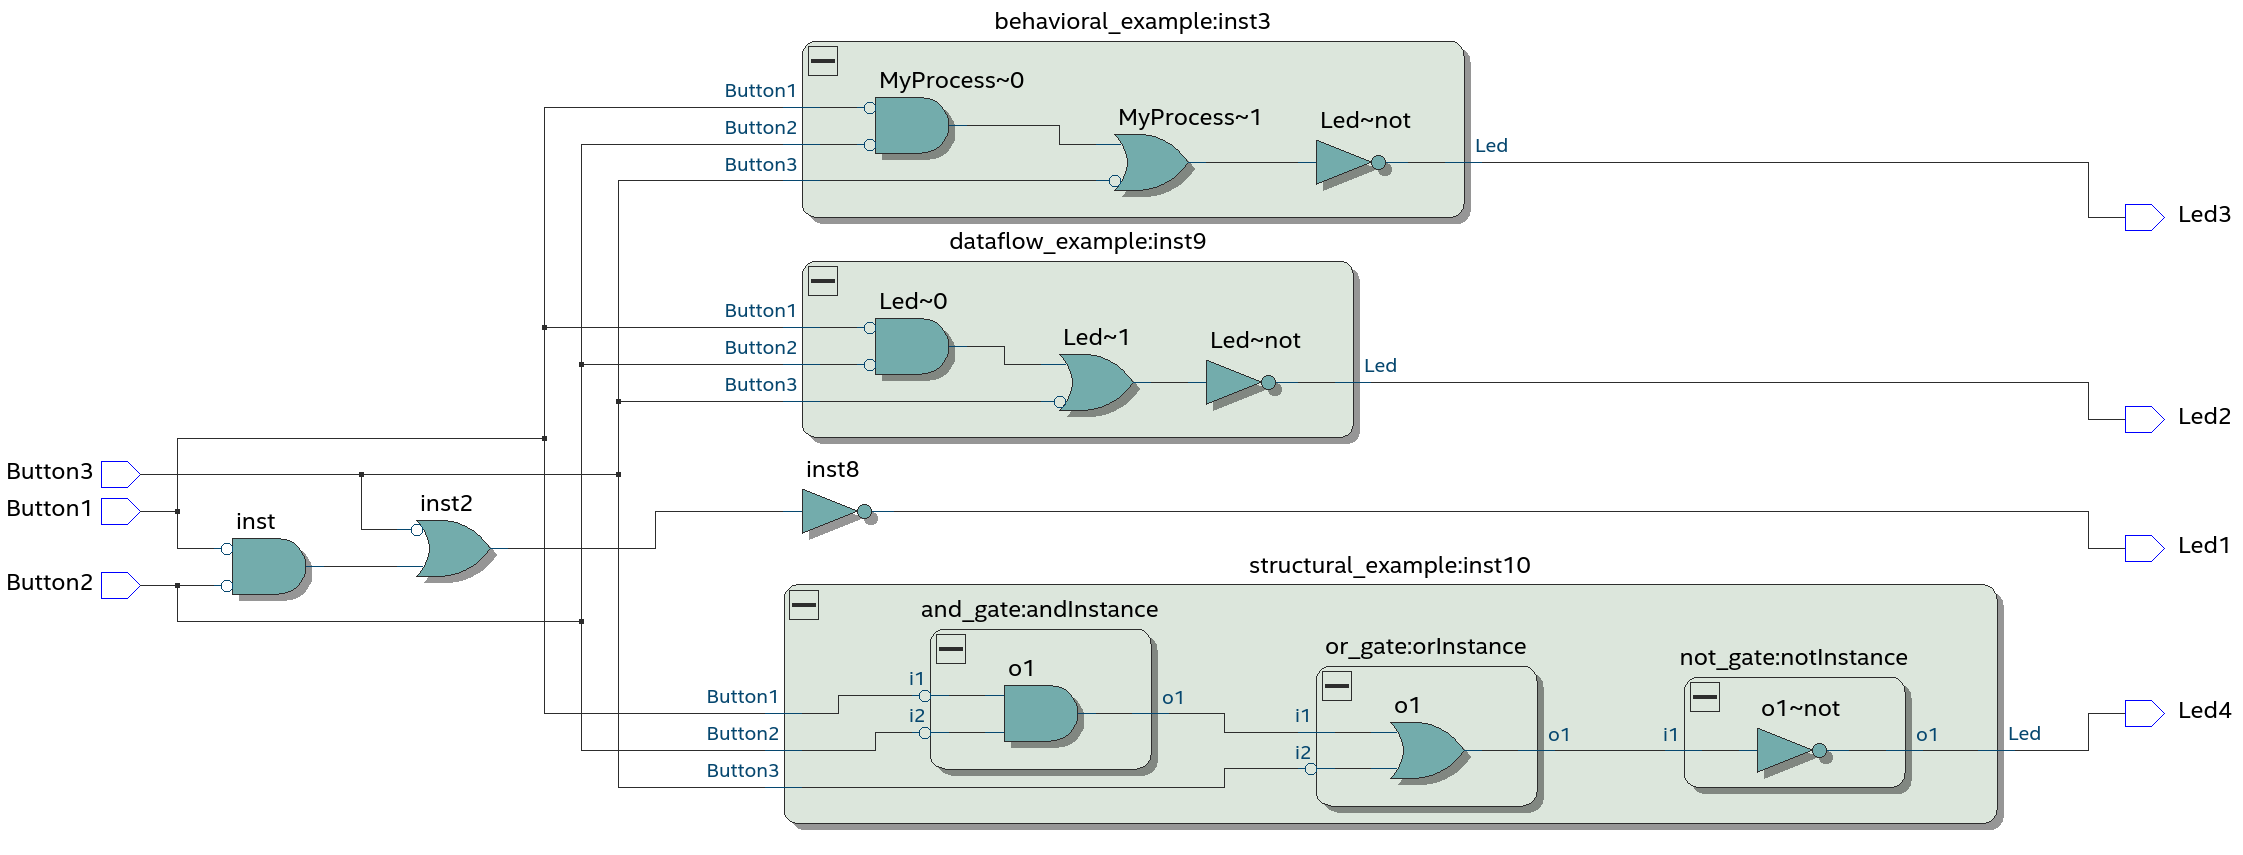 behavioral_example:inst3
MyProcess~0
Button1
Button2
Button3
MyProcess~1
Led~not
Led
Led3
dataflow_example:inst9
Led~0
Button1
Button2
Button3
Led~1
Led~not
Led
Led2
Button3
Button1
Button2
inst
inst2
inst8
Led1
structural_example:inst10
and_gate:andInstance
o1
i1
i2
o1
Button1
Button2
Button3
or_gate:orInstance
o1
i1
i2
o1
not_gate:notInstance
o1~not
i1
o1
Led
Led4